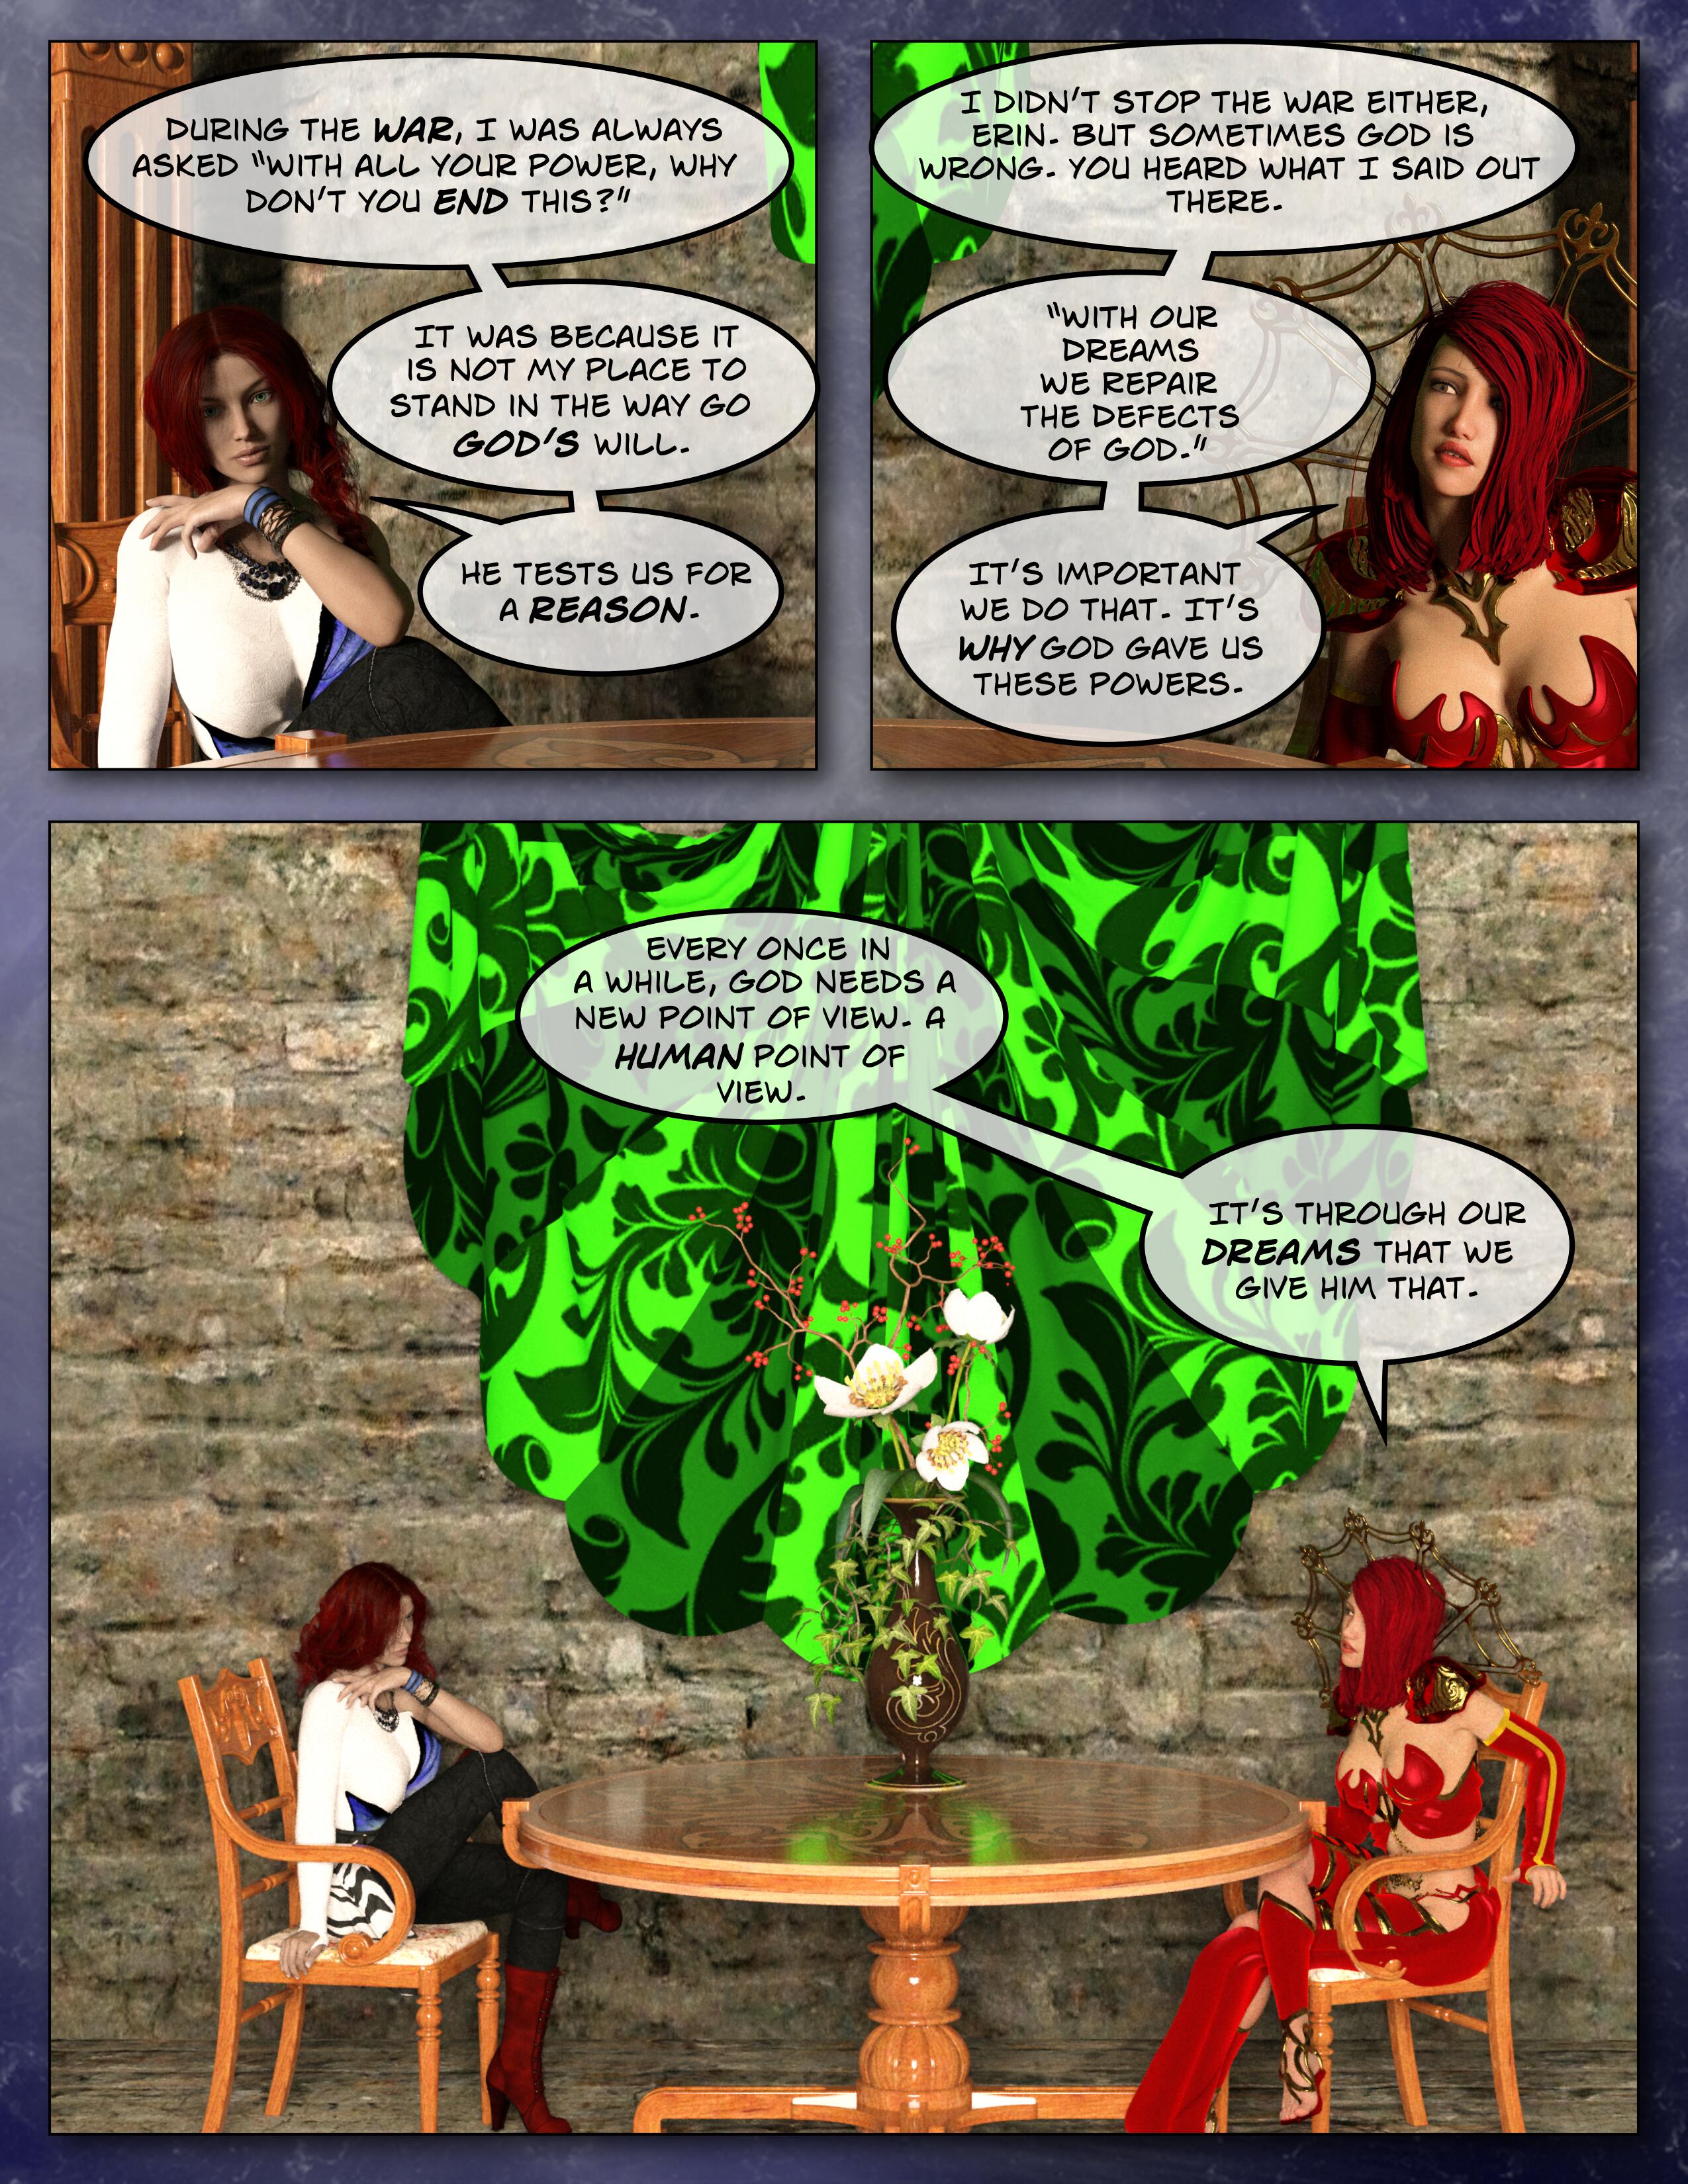 DURING THE WAR, I WAS ALWAYS
ASKED "WITH ALL YOUR POWER, WHY
DON'T YOU END THIS?"
IT WAS BECAUSE IT
IS NOT MY PLACE TO
STAND IN THE WAY GO
GOD'S WILL.
HE TESTS US FOR
A REASON.
I DIDN'T STOP THE WAR EITHER,
ERIN. BUT SOMETIMES GOD IS
WRONG. YOU HEARD WHAT I SAID OUT
THERE.
"WITH OUR
DREAMS
WE REPAIR
THE DEFECTS
OF GOD."
IT'S IMPORTANT
WE DO THAT. IT'S
WHY GOD GAVE US
THESE POWERS.
EVERY ONCE IN
A WHILE, GOD NEEDS A
NEW POINT OF VIEW. A
HUMAN POINT OF
VIEW.
IT'S THROUGH OUR
DREAMS THAT WE
GIVE HIM THAT.